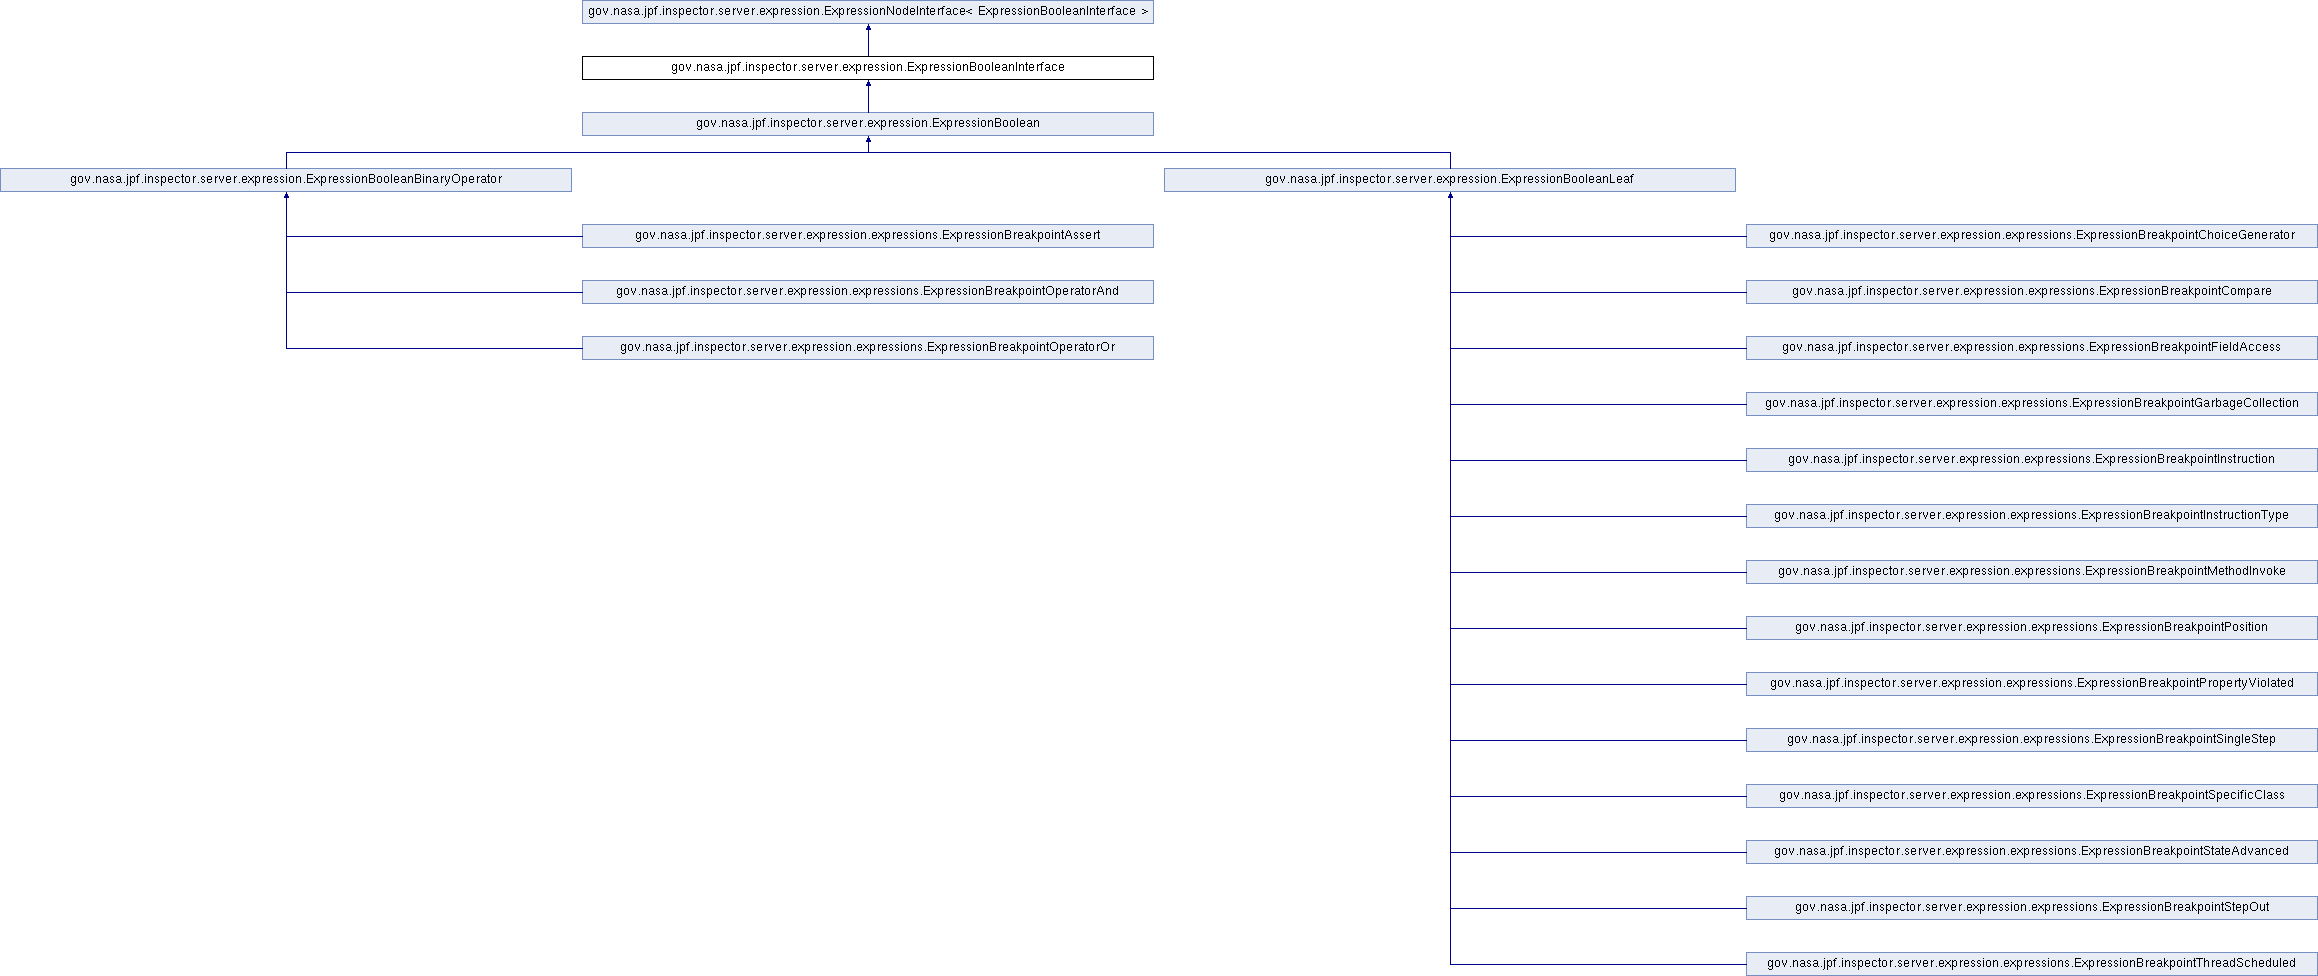 gov.nasa.jpf.inspector.server.expression.ExpressionNodeInterface< ExpressionBooleanInterface >
gov.nasa.jpf.inspector.server.expression.ExpressionBooleanInterface
gov.nasa.jpf.inspector.server.expression.ExpressionBoolean
gov.nasa.jpf.inspector.server.expression.ExpressionBooleanBinaryOperator
gov.nasa.jpf.inspector.server.expression.ExpressionBooleanLeaf
gov.nasa.jpf.inspector.server.expression.expressions.ExpressionBreakpointAssert
gov.nasa.jpf.inspector.server.expression.expressions.ExpressionBreakpointChoiceGenerator
gov.nasa.jpf.inspector.server.expression.expressions.ExpressionBreakpointOperatorAnd
gov.nasa.jpf.inspector.server.expression.expressions.ExpressionBreakpointCompare
gov.nasa.jpf.inspector.server.expression.expressions.ExpressionBreakpointOperatorOr
gov.nasa.jpf.inspector.server.expression.expressions.ExpressionBreakpointFieldAccess
gov.nasa.jpf.inspector.server.expression.expressions.ExpressionBreakpointGarbageCollection
gov.nasa.jpf.inspector.server.expression.expressions.ExpressionBreakpointInstruction
gov.nasa.jpf.inspector.server.expression.expressions.ExpressionBreakpointInstructionType
gov.nasa.jpf.inspector.server.expression.expressions.ExpressionBreakpointMethodInvoke
gov.nasa.jpf.inspector.server.expression.expressions.ExpressionBreakpointPosition
gov.nasa.jpf.inspector.server.expression.expressions.ExpressionBreakpointPropertyViolated
gov.nasa.jpf.inspector.server.expression.expressions.ExpressionBreakpointSingleStep
gov.nasa.jpf.inspector.server.expression.expressions.ExpressionBreakpointSpecificClass
gov.nasa.jpf.inspector.server.expression.expressions.ExpressionBreakpointStateAdvanced
gov.nasa.jpf.inspector.server.expression.expressions.ExpressionBreakpointStepOut
gov.nasa.jpf.inspector.server.expression.expressions.ExpressionBreakpointThreadScheduled